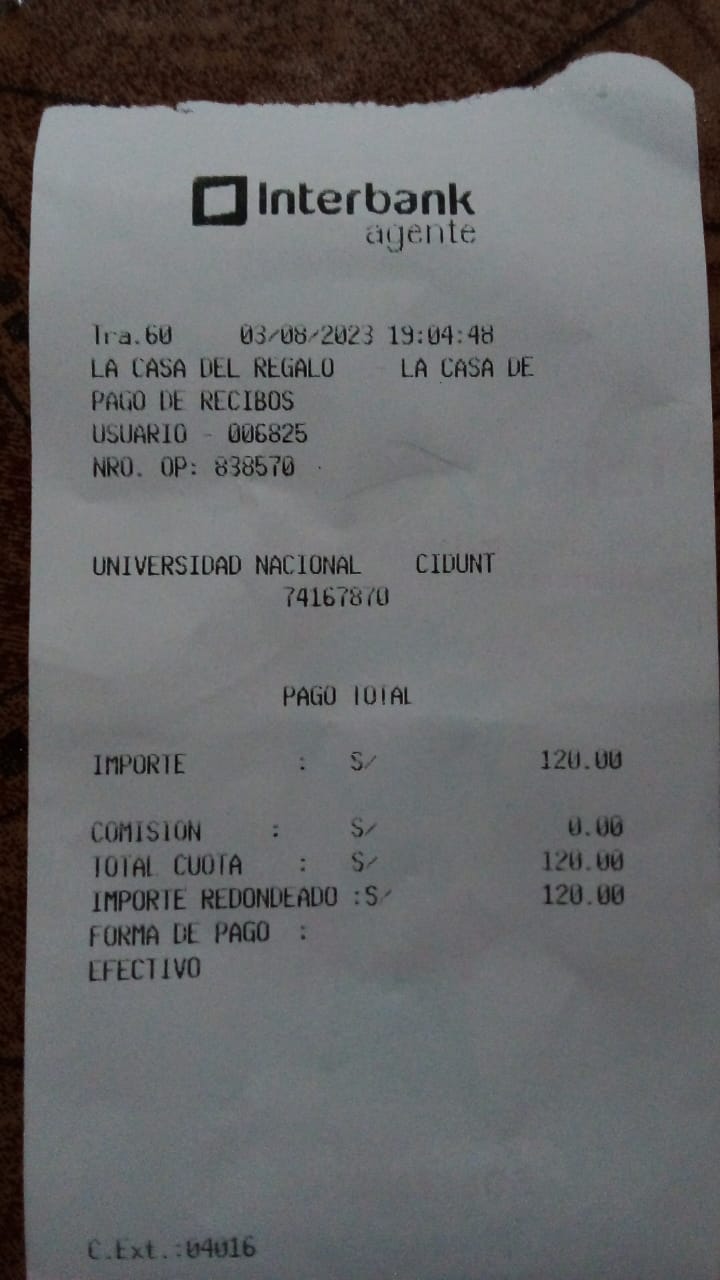 Interbank
agente
Tra.60 03/08/2023 19:04:48
LA CASA DEL REGALO LA CASA DE
PAGO DE RECIBOS
USUARIO - 006825
NRO. OP: 838570
UNIVERSIDAD NACIONAL CIDUNT
74167870
PAGO TOTAL
IMPORTE : S/ 120.00
COMISION : S/ 0.00
TOTAL CUOTA : S/ 120.00
IMPORTE REDONDEADO :S/ 120.00
FORMA DE PAGO :
EFECTIVO
C.Ext.:04016